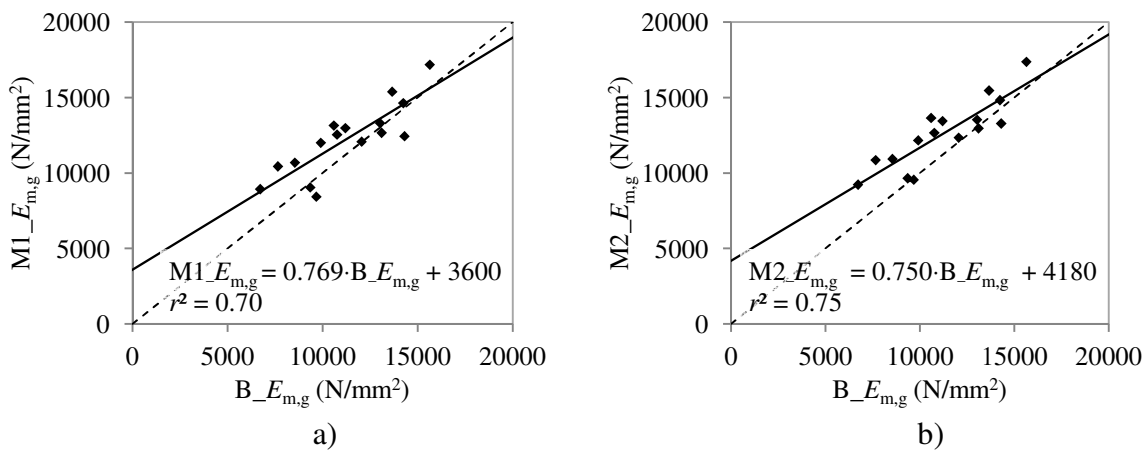 20000
15000
10000
5000
0
M1_Em,g (N/mm²)
M1_Em,g = 0.769·B_Em,g + 3600
r² = 0.70
0 5000 10000 15000 20000
B_Em,g (N/mm²)
a)
20000
15000
10000
5000
0
M2_Em,g (N/mm²)
M2_Em,g = 0.750·B_Em,g + 4180
r² = 0.75
0 5000 10000 15000 20000
B_Em,g (N/mm²)
b)